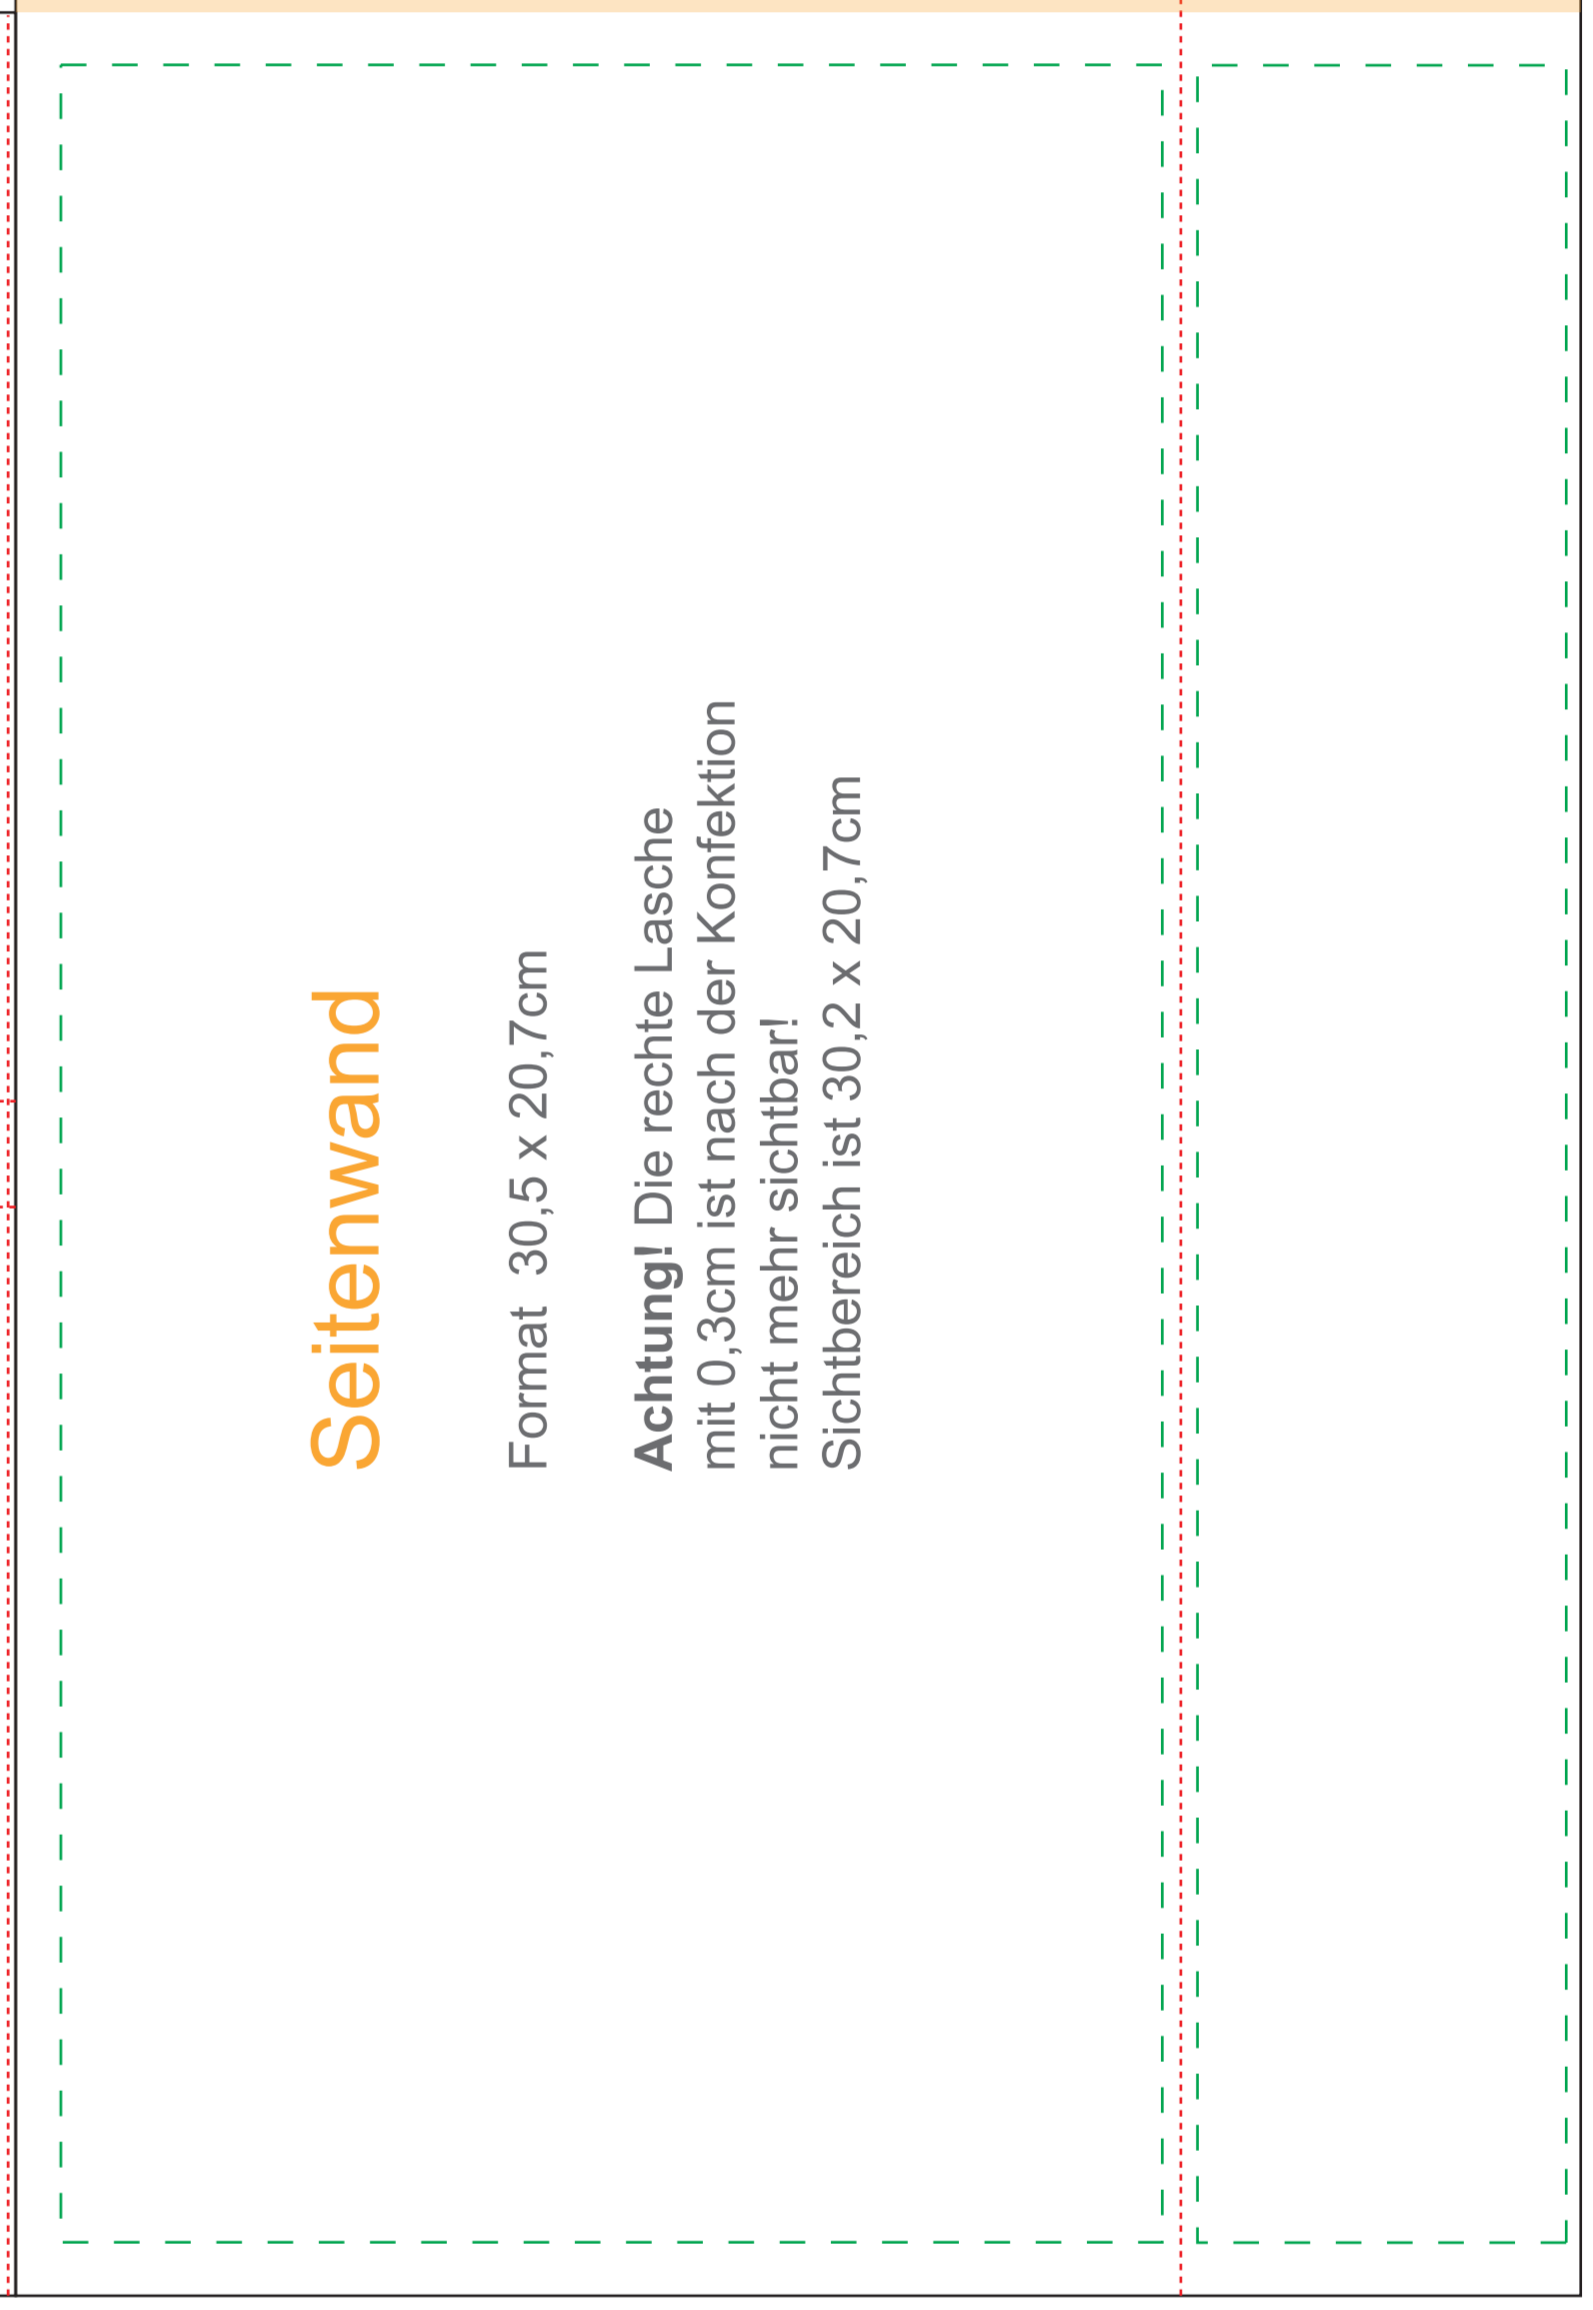 Seitenwand
Format 30,5 x 20,7cm
Achtung! Die rechte Lasche
mit 0,3cm ist nach der Konfektion
nicht mehr sichtbar!
Sichtbereich ist 30,2 x 20,7cm